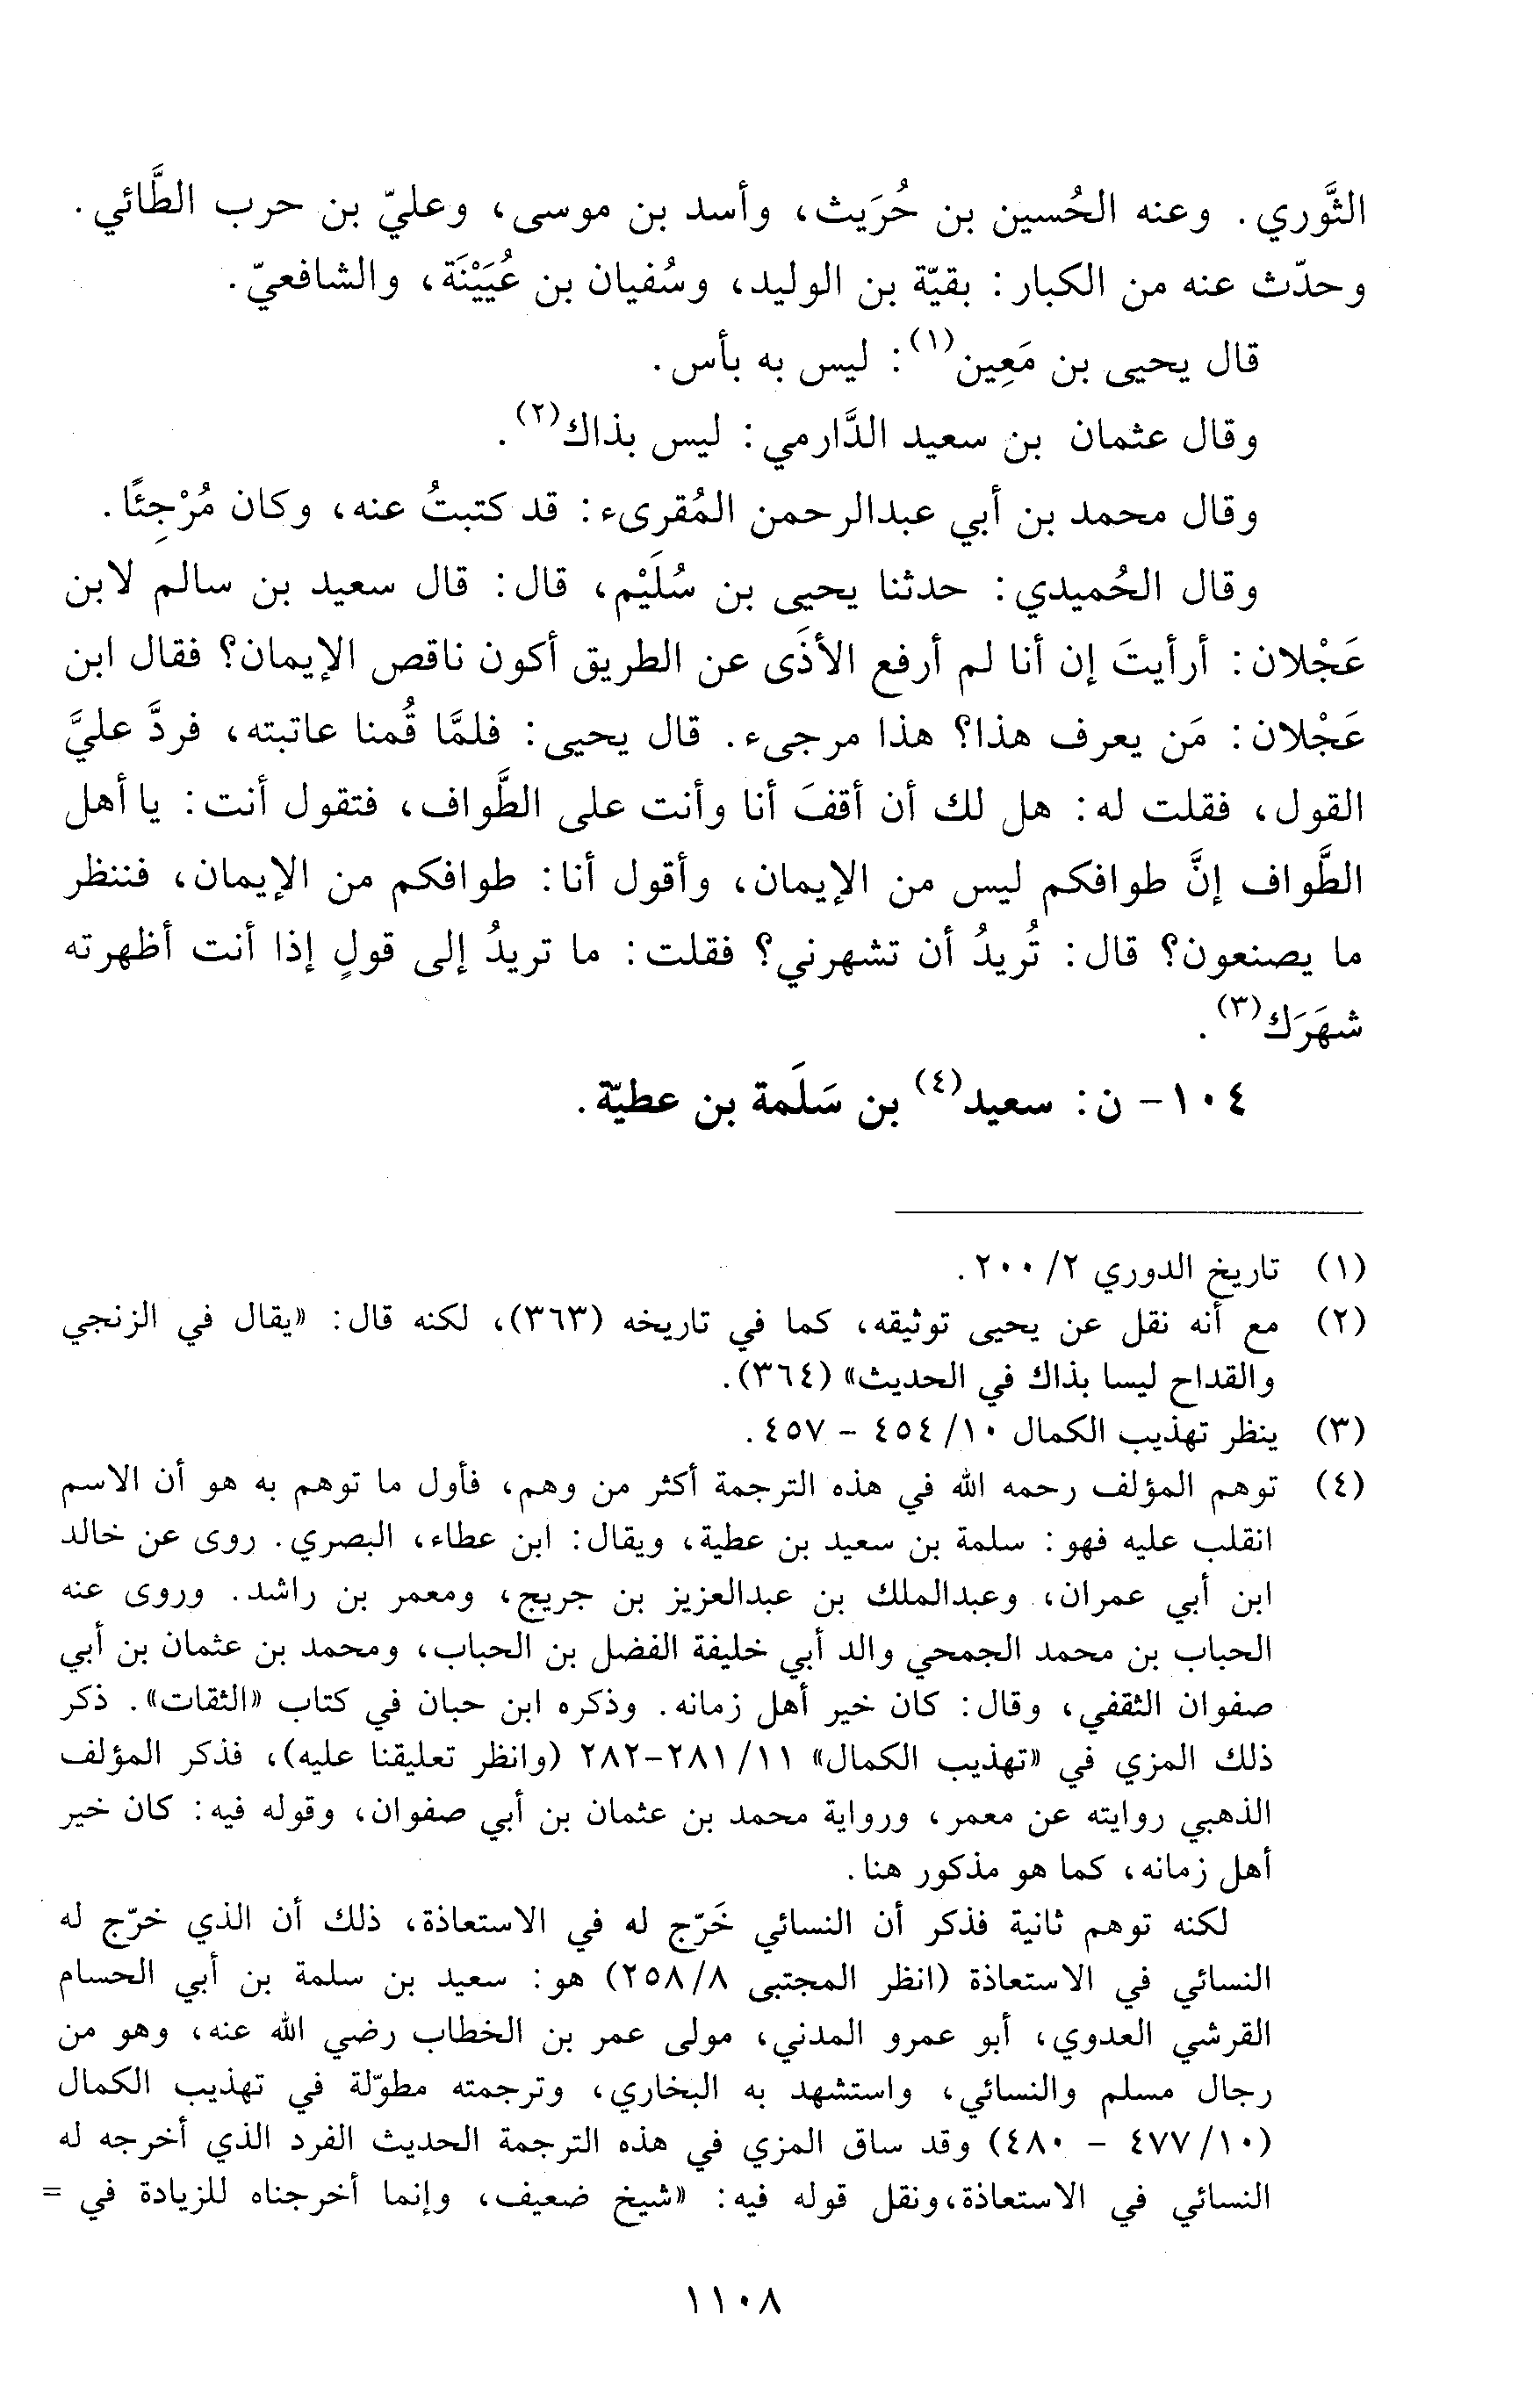 الثَّوري. وعنه الحُسين بن حُرَيث، وأسد بن موسى، وعليّ بن حرب الطَّائي.
وحدّث عنه من الكبار: بقيّة بن الوليد، وسُفيان بن عُيَيْنَة، والشافعيّ.
قال يحيى بن مَعِين(١): ليس به بأس.
وقال عثمان بن سعيد الدَّارمي: ليس بذاك(٢).
وقال محمد بن أبي عبدالرحمن المُقرىء: قد كتبتُ عنه، وكان مُرْجِئًا.
وقال الحُميدي: حدثنا يحيى بن سُلَيْم، قال: قال سعيد بن سالم لابن
عَجْلان: أرأيتَ إن أنا لم أرفع الأذَى عن الطريق أكون ناقص الإيمان؟ فقال ابن
عَجْلان: مَن يعرف هذا؟ هذا مرجىء. قال يحيى: فلمَّا قُمنا عاتبته، فردَّ عليَّ
القول، فقلت له: هل لك أن أقفَ أنا وأنت على الطَّواف، فتقول أنت: يا أهل
الطَّواف إنَّ طوافكم ليس من الإيمان، وأقول أنا: طوافكم من الإيمان، فننظر
ما يصنعون؟ قال: تُريدُ أن تشهرني؟ فقلت: ما تريدُ إلى قولٍ إذا أنت أظهرته
شهَرَك(٣).
١٠٤- ن: سعيد(٤) بن سَلَمة بن عطيّة.
(١) تاريخ الدوري ٢/ ٢٠٠.
(٢) مع أنه نقل عن يحيى توثيقه، كما في تاريخه (٣٦٣)، لكنه قال: «يقال في الزنجي
والقداح ليسا بذاك في الحديث» (٣٦٤).
(٣) ينظر تهذيب الكمال ١٠/ ٤٥٤ - ٤٥٧.
(٤) توهم المؤلف رحمه الله في هذه الترجمة أكثر من وهم، فأول ما توهم به هو أن الاسم
انقلب عليه فهو: سلمة بن سعيد بن عطية، ويقال: ابن عطاء، البصري. روى عن خالد
ابن أبي عمران، وعبدالملك بن عبدالعزيز بن جريج، ومعمر بن راشد. وروى عنه
الحباب بن محمد الجمحي والد أبي خليفة الفضل بن الحباب، ومحمد بن عثمان بن أبي
صفوان الثقفي، وقال: كان خير أهل زمانه. وذكره ابن حبان في كتاب «الثقات». ذكر
ذلك المزي في «تهذيب الكمال» ١١/ ٢٨١-٢٨٢ (وانظر تعليقنا عليه)، فذكر المؤلف
الذهبي روايته عن معمر، ورواية محمد بن عثمان بن أبي صفوان، وقوله فيه: كان خير
أهل زمانه، كما هو مذكور هنا.
لكنه توهم ثانية فذكر أن النسائي خَرّج له في الاستعاذة، ذلك أن الذي خرّج له
النسائي في الاستعاذة (انظر المجتبى ٨/ ٢٥٨) هو: سعيد بن سلمة بن أبي الحسام
القرشي العدوي، أبو عمرو المدني، مولى عمر بن الخطاب رضي الله عنه، وهو من
رجال مسلم والنسائي، واستشهد به البخاري، وترجمته مطوّلة في تهذيب الكمال
(١٠/ ٤٧٧ - ٤٨٠) وقد ساق المزي في هذه الترجمة الحديث الفرد الذي أخرجه له
النسائي في الاستعاذة،ونقل قوله فيه: «شيخ ضعيف، وإنما أخرجناه للزيادة في =
١١٠٨